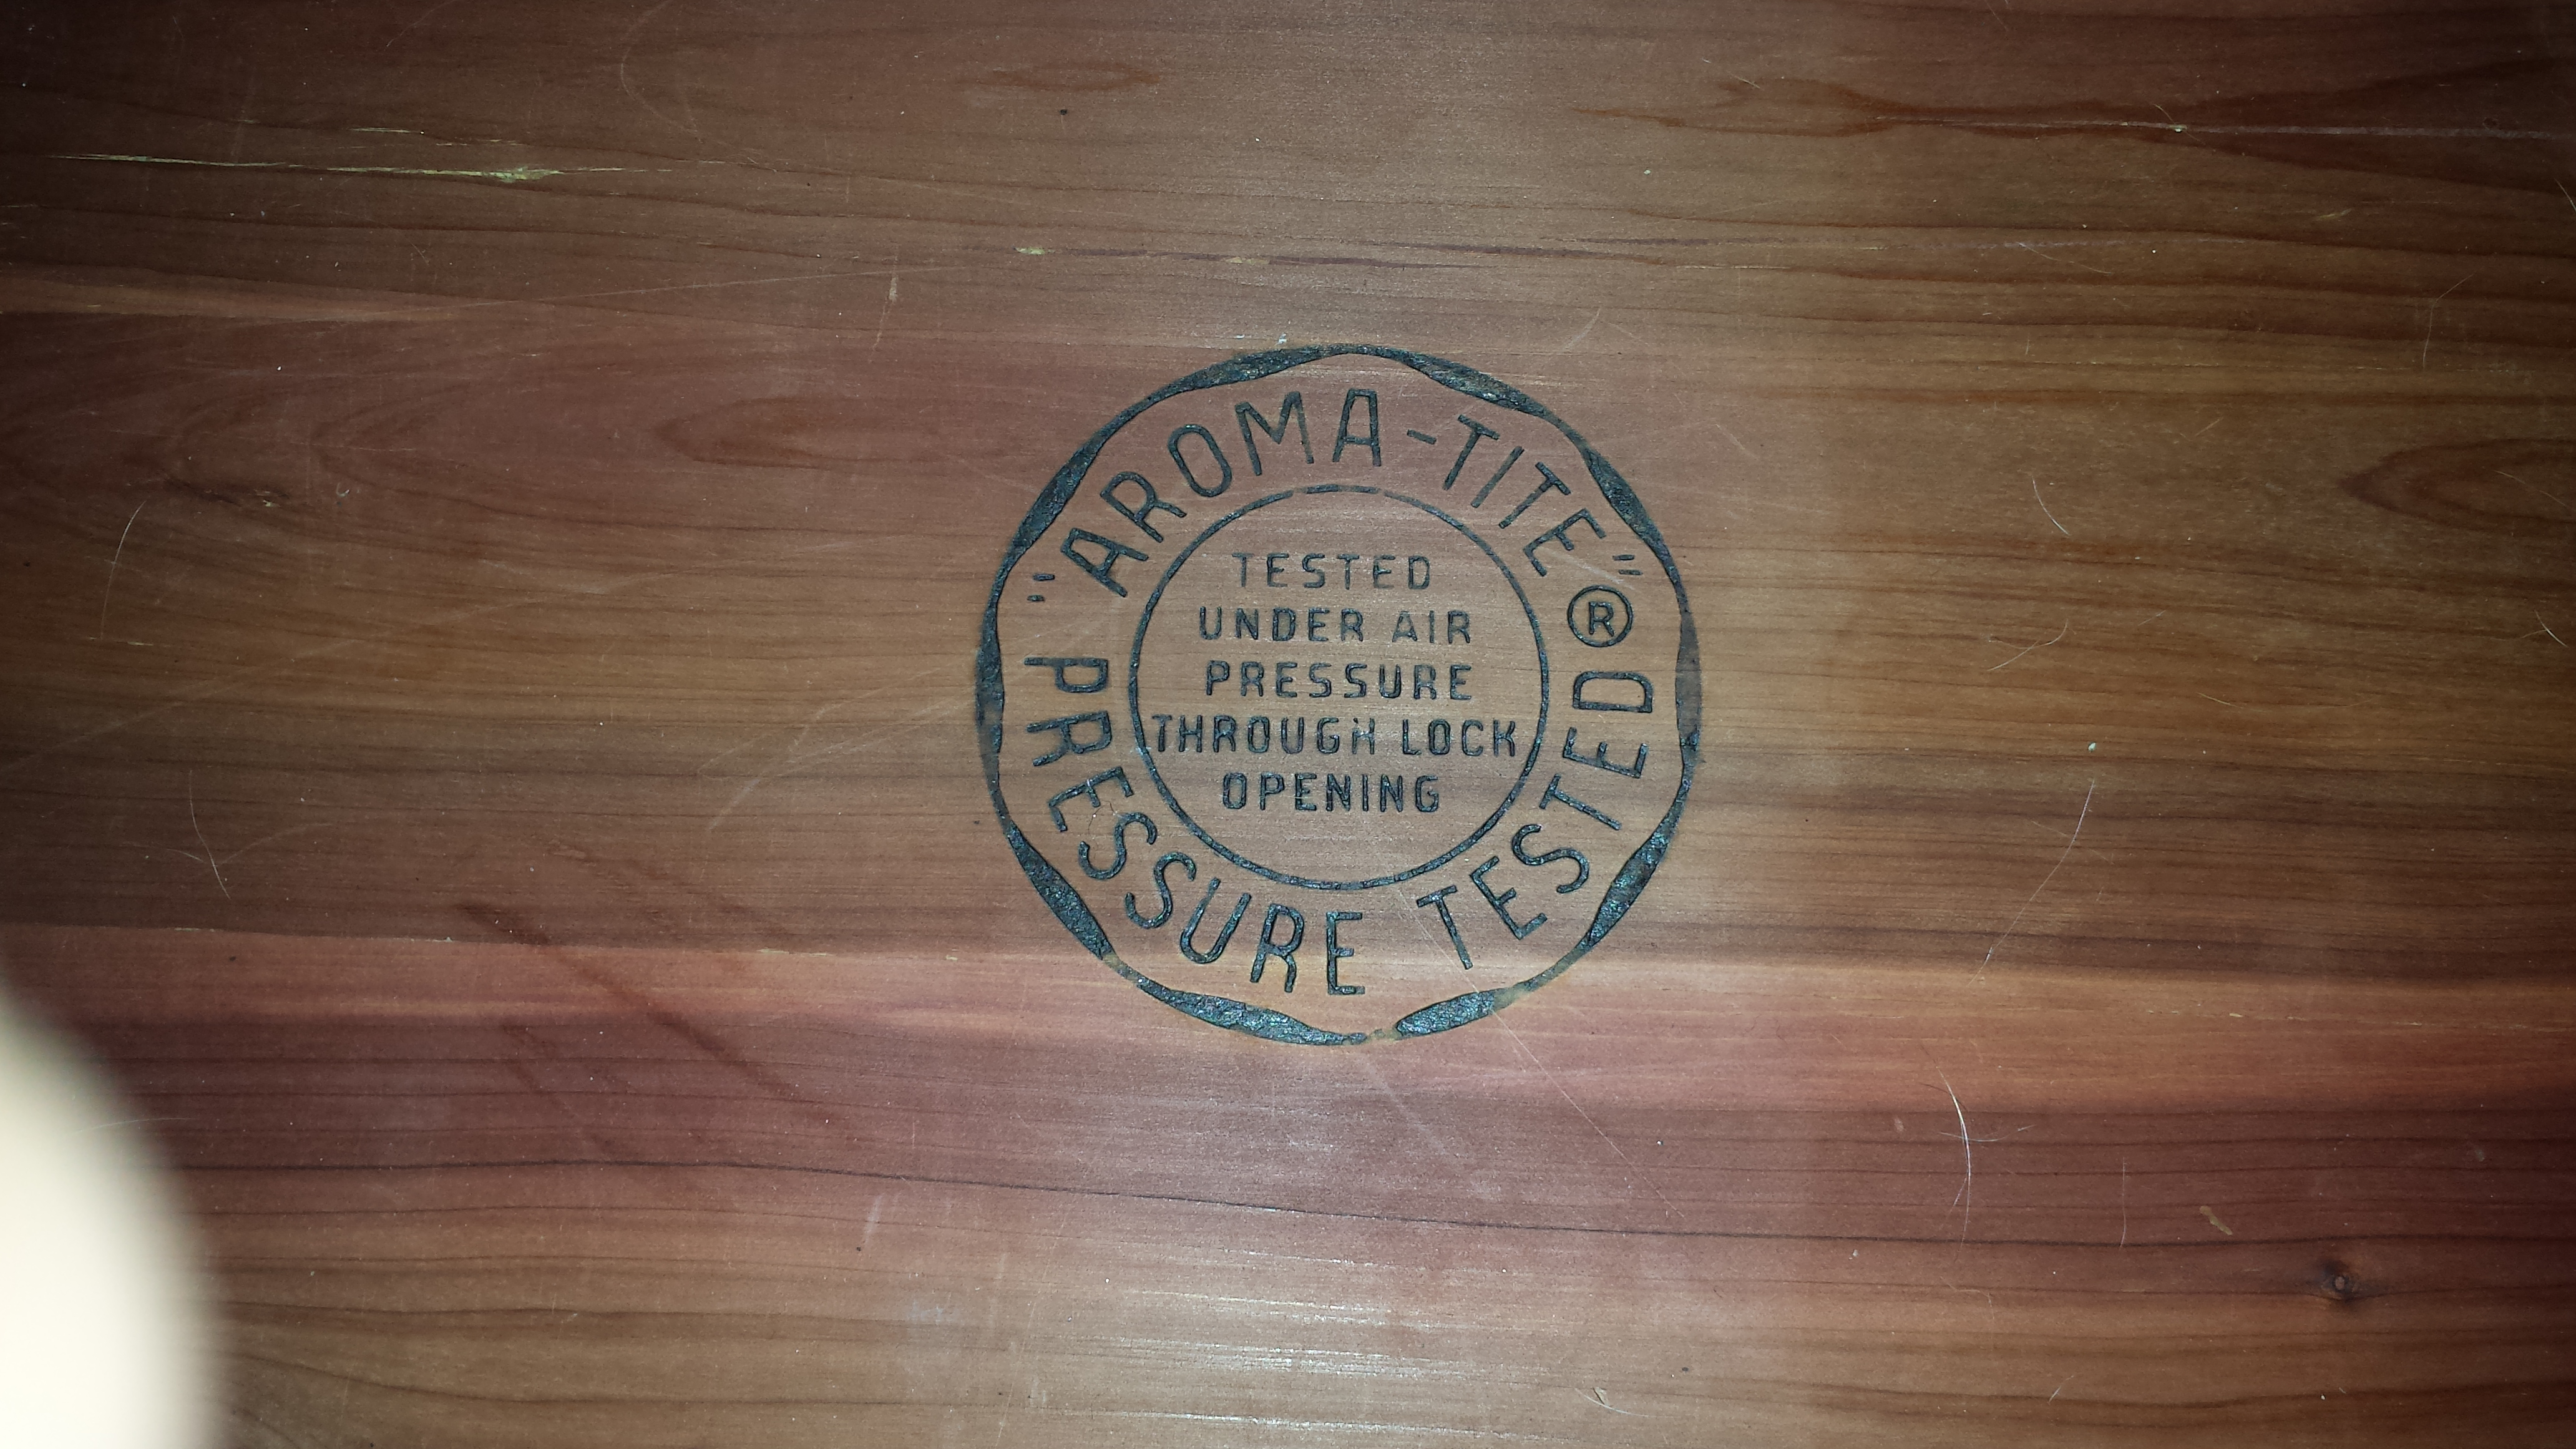 "AROMA-TITE" ®
PRESSURE TESTED
TESTED
UNDER AIR
PRESSURE
THROUGH LOCK
OPENING